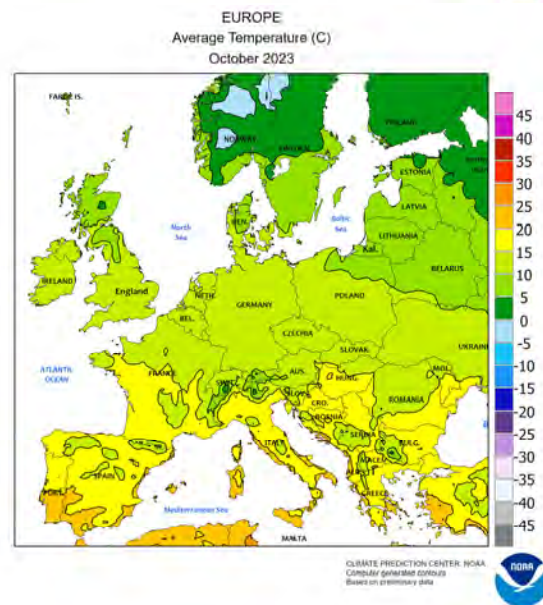 EUROPE
Average Temperature (C)
October 2023
FAROE IS.
FINLAND
NORWAY
SWEDEN
ESTONIA
LATVIA
DEN.
North
Sea
Baltic
Sea
LITHUANIA
Kal.
BELARUS
IRELAND
England
NETH.
BEL.
GERMANY
POLAND
CZECHIA
UKRAINE
SLOVAK.
ATLANTIC
OCEAN
FRANCE
AUS.
MOL.
HUNG.
ROMANIA
CRO.
BOSNIA
SERBIA
ITALY
BULG.
MACED.
SPAIN
PORT.
GREECE
Mediterranean Sea
MALTA
45
40
35
30
25
20
15
10
5
0
-5
-10
-15
-20
-25
-30
-35
-40
-45
CLIMATE PREDICTION CENTER, NOAA
Computer generated contours
Based on preliminary data
NOAA